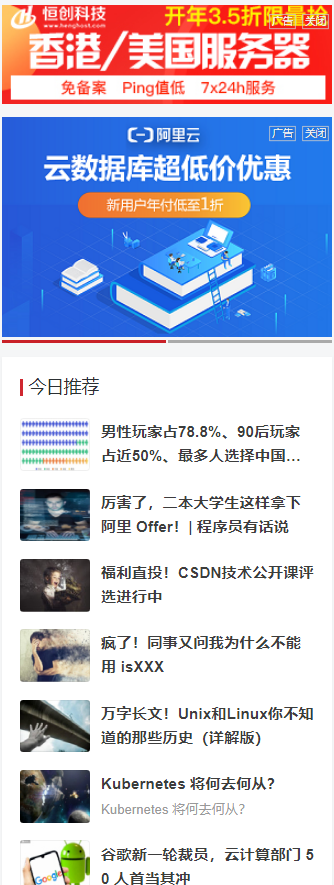 恒创科技
www.henghost.com
开年3.5折限量抢
广告 关闭
香港/美国服务器
免备案 Ping值低 7x24h服务
阿里云
广告 关闭
云数据库超低价优惠
新用户年付低至1折
今日推荐
男性玩家占78.8%、90后玩家
占近50%、最多人选择中国...
厉害了，二本大学生这样拿下
阿里 Offer！| 程序员有话说
福利直投！CSDN技术公开课评
选进行中
疯了！同事又问我为什么不能
用 isXXX
万字长文！Unix和Linux你不知
道的那些历史（详解版）
Kubernetes 将何去何从？
Kubernetes 将何去何从？
谷歌新一轮裁员，云计算部门 5
0 人首当其冲
Google